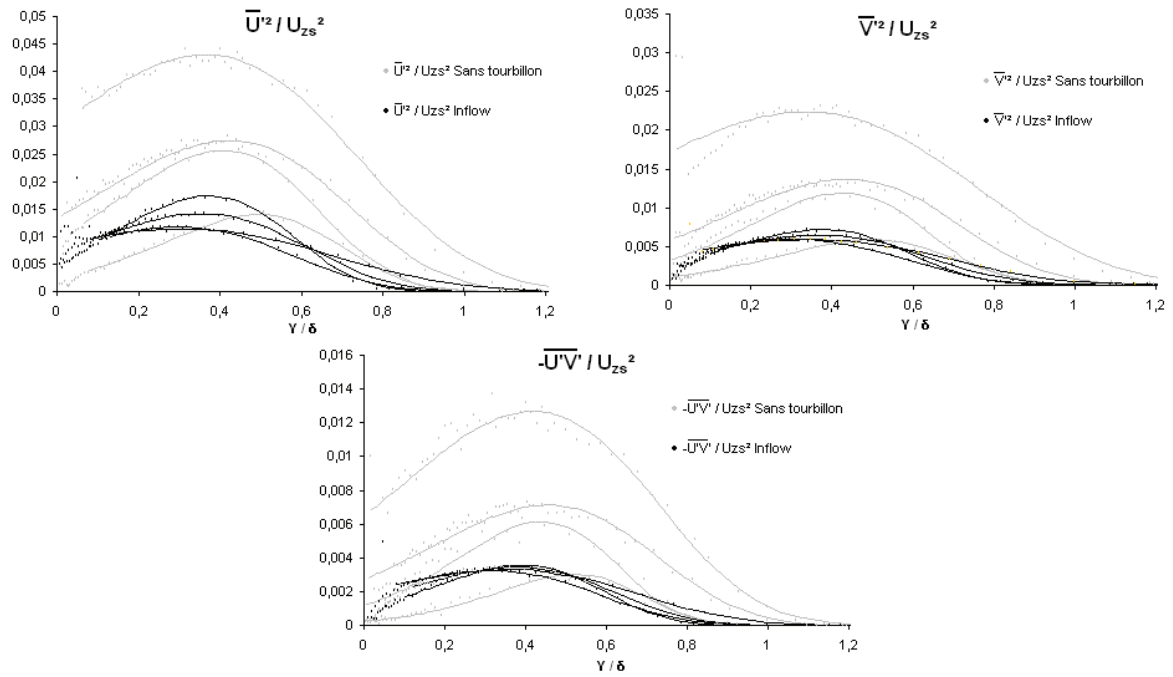 U'² / Uzs²
0,05
0,045
0,04
0,035
0,03
0,025
0,02
0,015
0,01
0,005
0
0 0,2 0,4 0,6 0,8 1 1,2
Y / δ
U'² / Uzs² Sans tourbillon
U'² / Uzs² Inflow
V'² / Uzs²
0,035
0,03
0,025
0,02
0,015
0,01
0,005
0
0 0,2 0,4 0,6 0,8 1 1,2
Y / δ
V'² / Uzs² Sans tourbillon
V'² / Uzs² Inflow
-U'V' / Uzs²
0,016
0,014
0,012
0,01
0,008
0,006
0,004
0,002
0
0 0,2 0,4 0,6 0,8 1 1,2
Y / δ
-U'V' / Uzs² Sans tourbillon
-U'V' / Uzs² Inflow